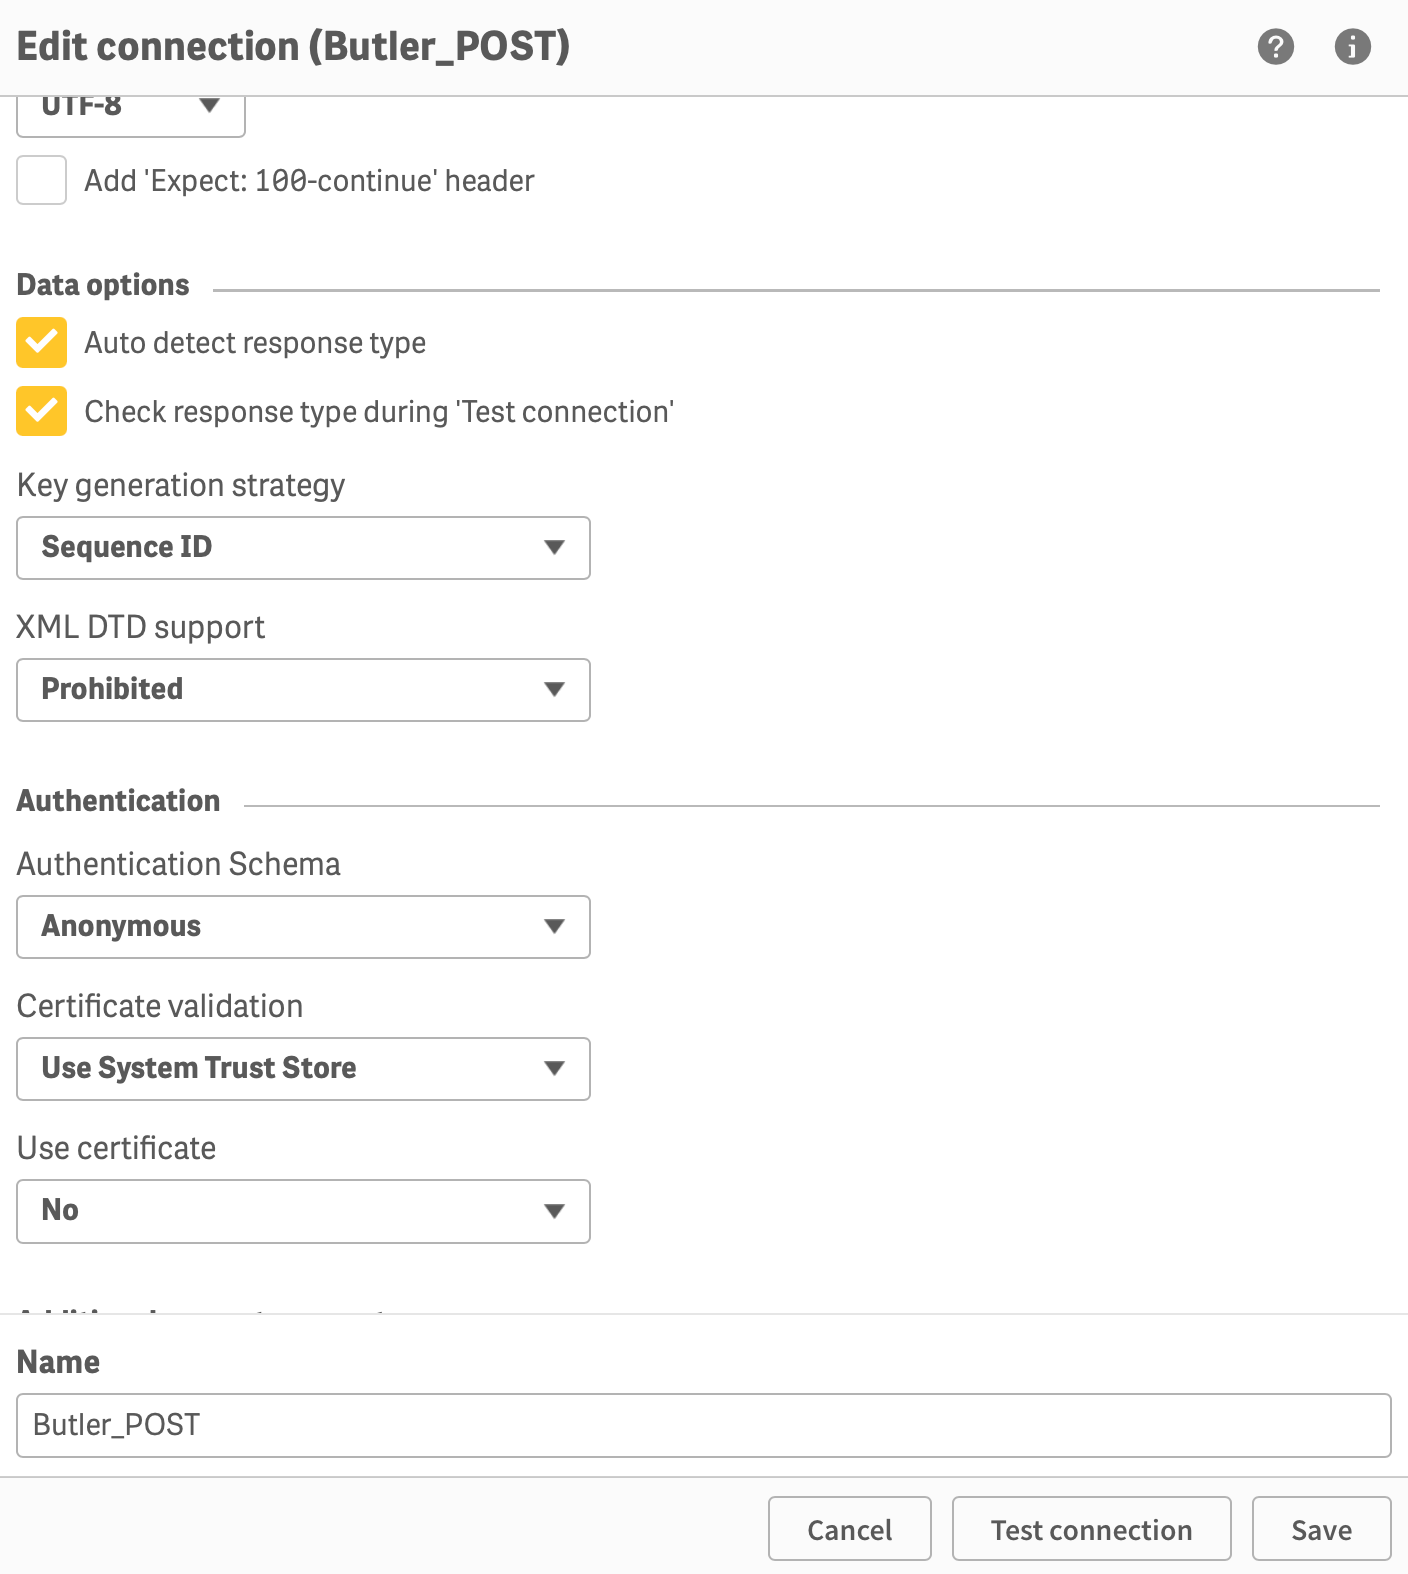 Edit connection (Butler_POST)
UTF-8
Add 'Expect: 100-continue' header
Data options
Auto detect response type
Check response type during 'Test connection'
Key generation strategy
Sequence ID
XML DTD support
Prohibited
Authentication
Authentication Schema
Anonymous
Certificate validation
Use System Trust Store
Use certificate
No
Name
Butler_POST
Cancel
Test connection
Save